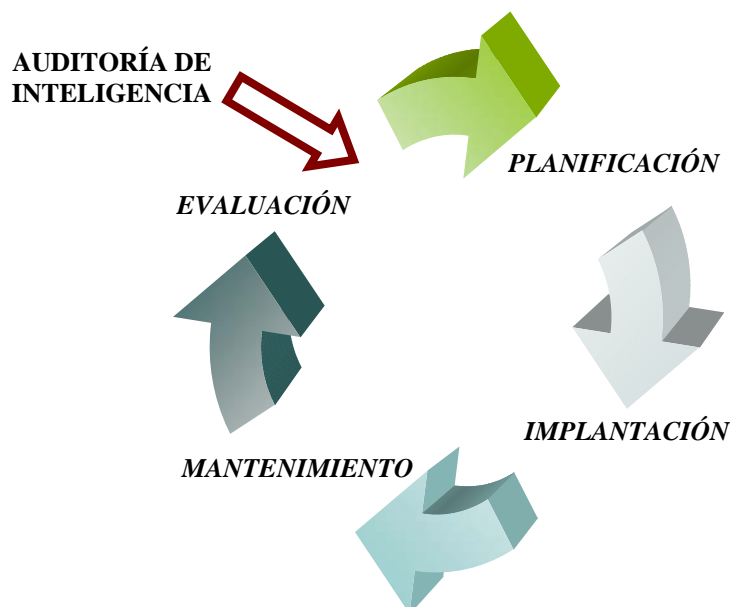 AUDITORÍA DE
INTELIGENCIA
PLANIFICACIÓN
EVALUACIÓN
IMPLANTACIÓN
MANTENIMIENTO